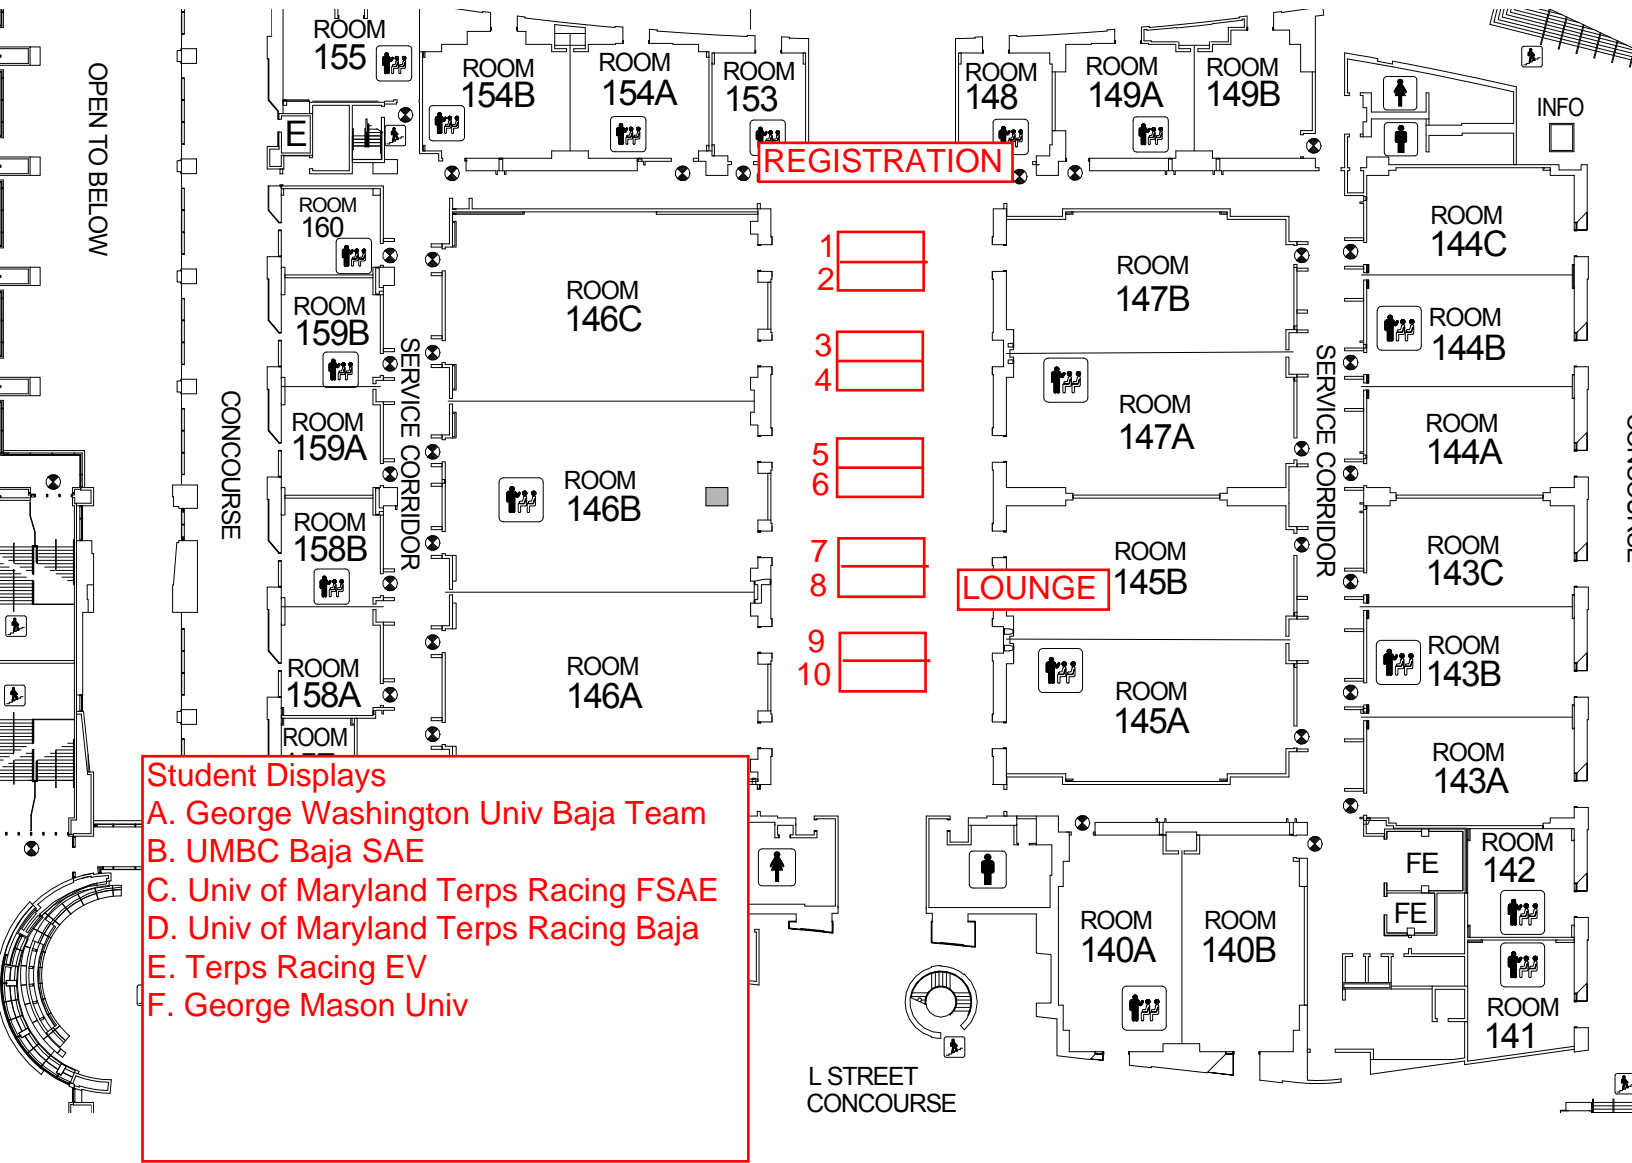 ROOM
155
ROOM
154B
ROOM
154A
ROOM
153
ROOM
148
ROOM
149A
ROOM
149B
INFO
E
OPEN TO BELOW
REGISTRATION
ROOM
160
ROOM
146C
ROOM
147B
ROOM
144C
1
2
ROOM
159B
3
4
ROOM
144B
ROOM
159A
SERVICE CORRIDOR
CONCOURSE
ROOM
147A
SERVICE CORRIDOR
ROOM
144A
5
6
ROOM
146B
ROOM
158B
7
8
LOUNGE
ROOM
145B
ROOM
143C
ROOM
158A
ROOM
146A
9
10
ROOM
145A
ROOM
143B
ROOM
ROOM
143A
Student Displays
A. George Washington Univ Baja Team
B. UMBC Baja SAE
C. Univ of Maryland Terps Racing FSAE
D. Univ of Maryland Terps Racing Baja
E. Terps Racing EV
F. George Mason Univ
ROOM
140A
ROOM
140B
FE
FE
ROOM
142
ROOM
141
L STREET
CONCOURSE